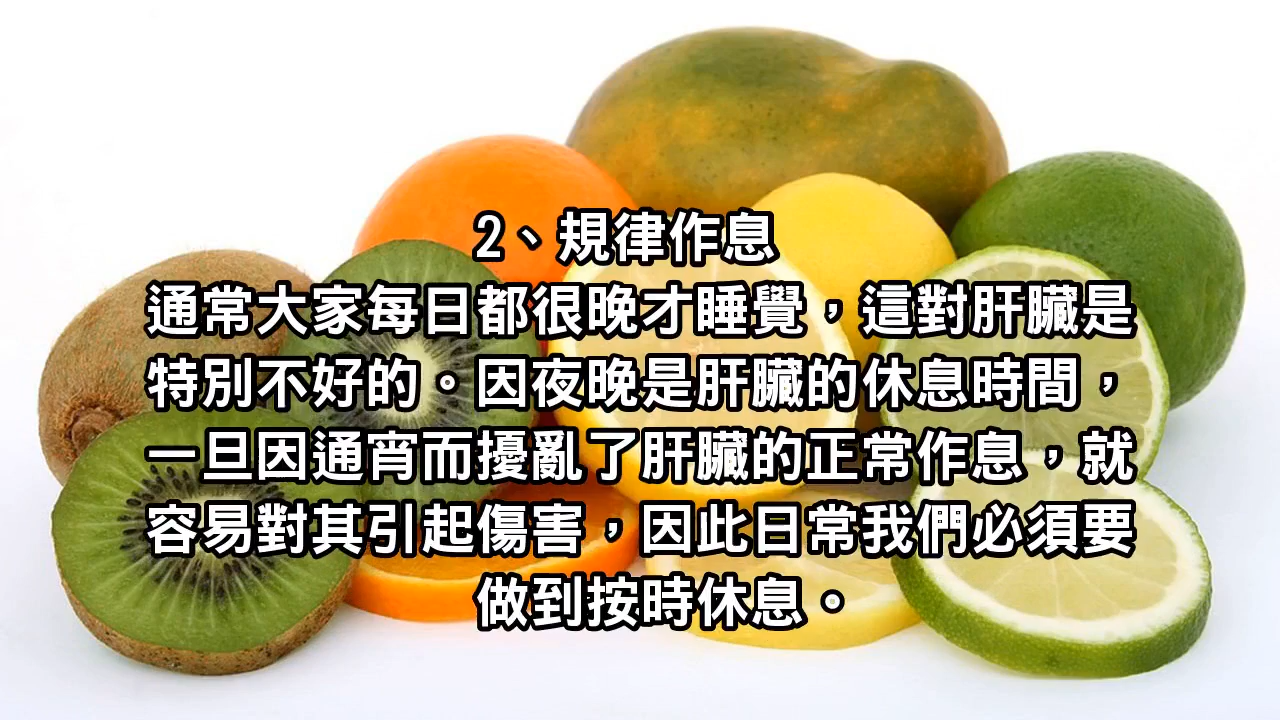 2、規律作息
通常大家每日都很晚才睡覺，這對肝臟是
特別不好的。因夜晚是肝臟的休息時間，
一旦因通宵而擾亂了肝臟的正常作息，就
容易對其引起傷害，因此日常我們必須要
做到按時休息。